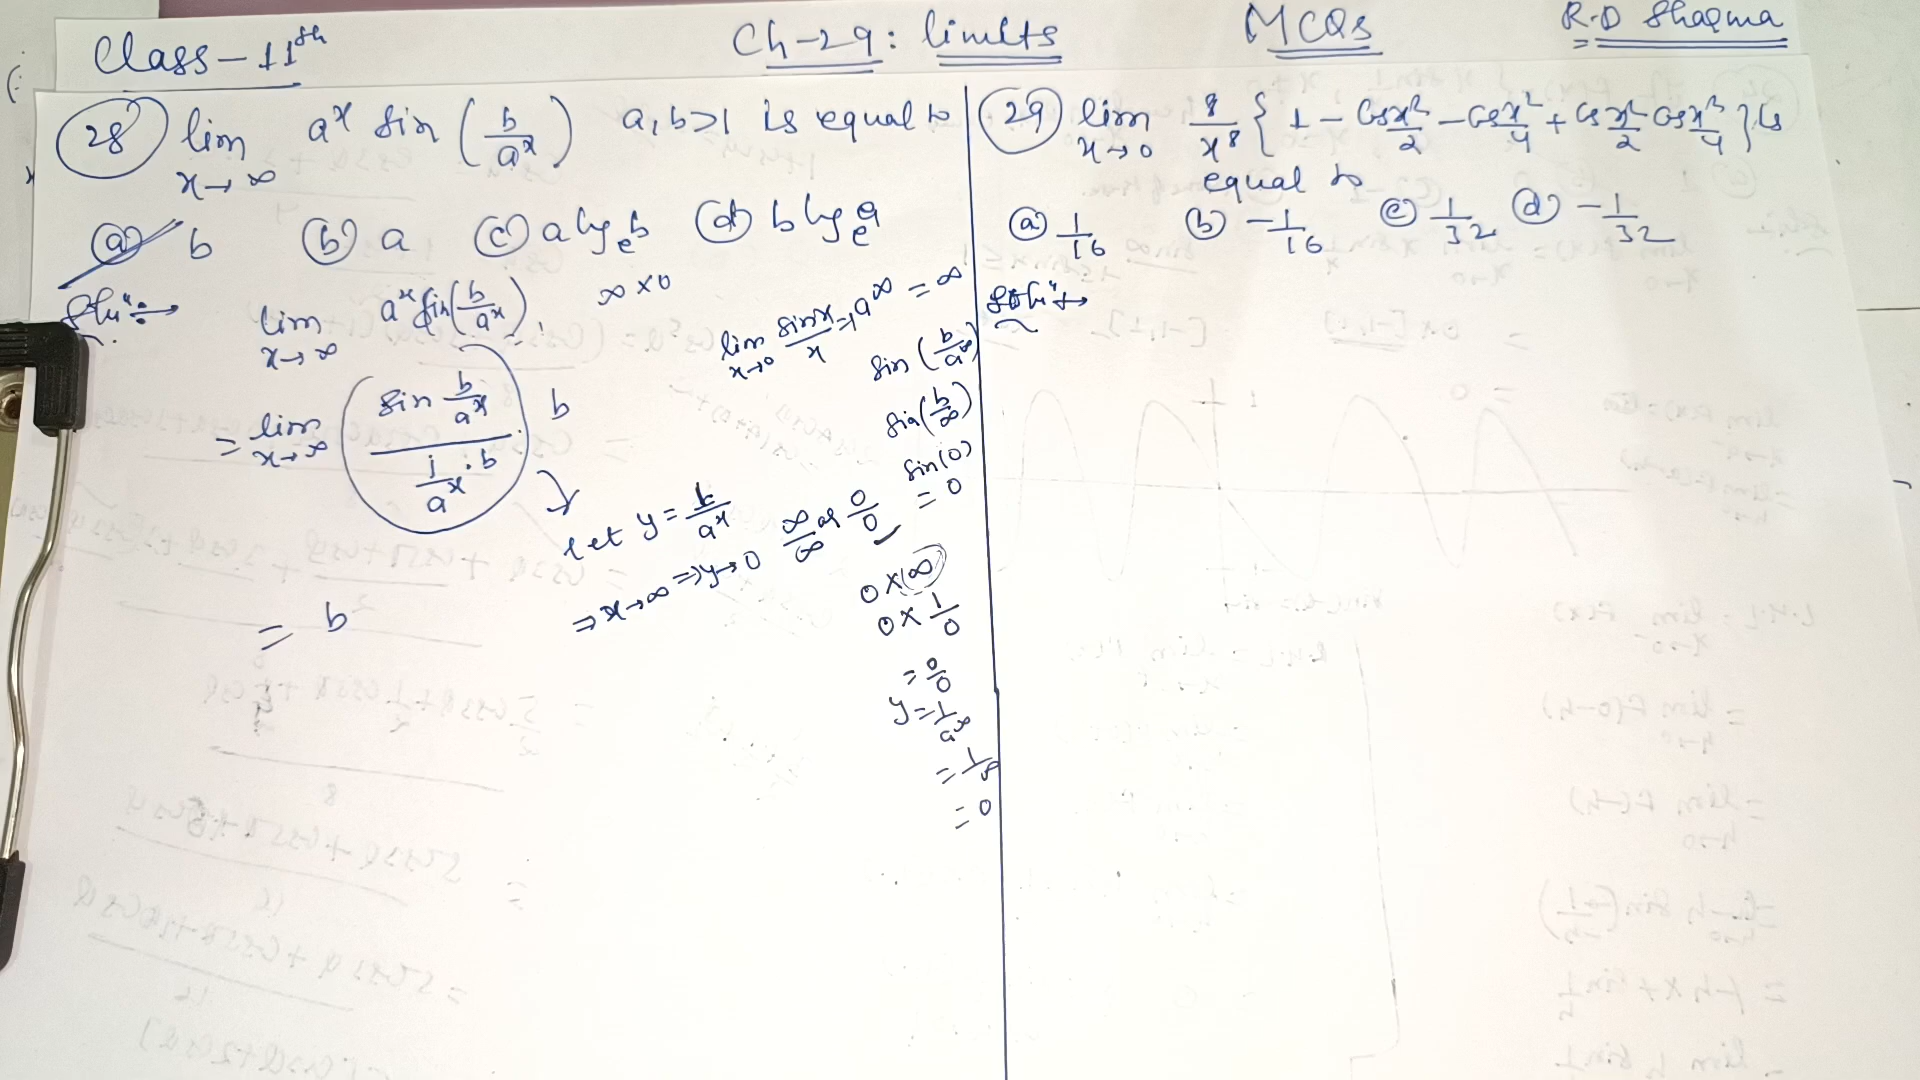 Class-11th Ch-29: limits MCQs R.D Sharma
28 lim x→∞ a^x sin (b/a^x) a,b>1 is equal to
(a) b (b) a (c) a log_e b (d) b log_e a
Solu^n:→ lim x→∞ a^x sin(b/a^x), ∞×0
= lim x→∞ (sin b/a^x / 1/a^x . b) . b
let y = b/a^x
⇒ x→∞ ⇒ y→0
= b
lim x→0 sinx/x = 1
a^∞ = ∞
sin (b/a^∞)
sin(b/∞)
sin(0)
= 0
∞/∞ or 0/0
0×(∞)
0×1/0
= 0/0
y = 1/a^∞
= 1/∞
= 0
29 lim x→0 8/x^8 { 1 - Cos x²/2 - Cos x²/4 + Cos x²/2 Cos x²/4 } is
equal to
(a) 1/16 (b) -1/16 (c) 1/32 (d) -1/32
Solu^n:→